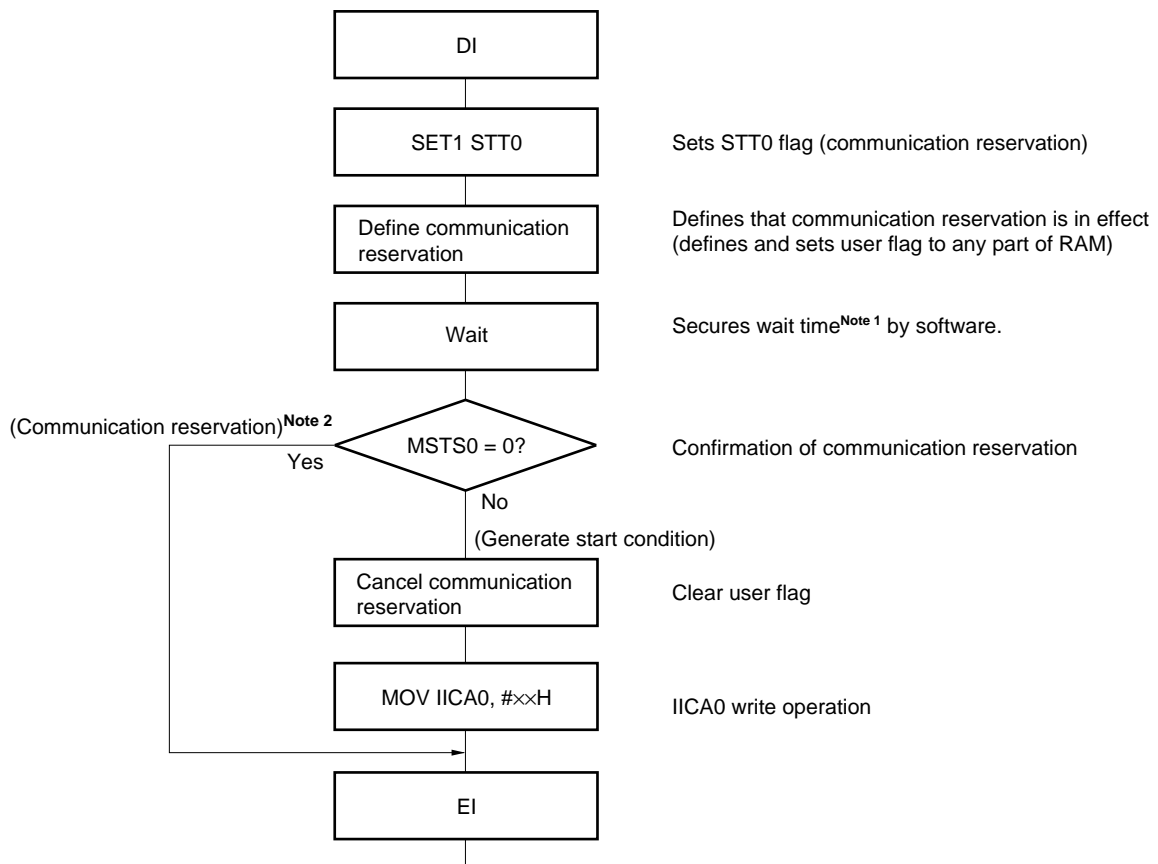 DI
SET1 STT0
Sets STT0 flag (communication reservation)
Define communication
reservation
Defines that communication reservation is in effect
(defines and sets user flag to any part of RAM)
Wait
Secures wait timeNote 1 by software.
(Communication reservation)Note 2
Yes
MSTS0 = 0?
Confirmation of communication reservation
No
(Generate start condition)
Cancel communication
reservation
Clear user flag
MOV IICA0, #××H
IICA0 write operation
EI